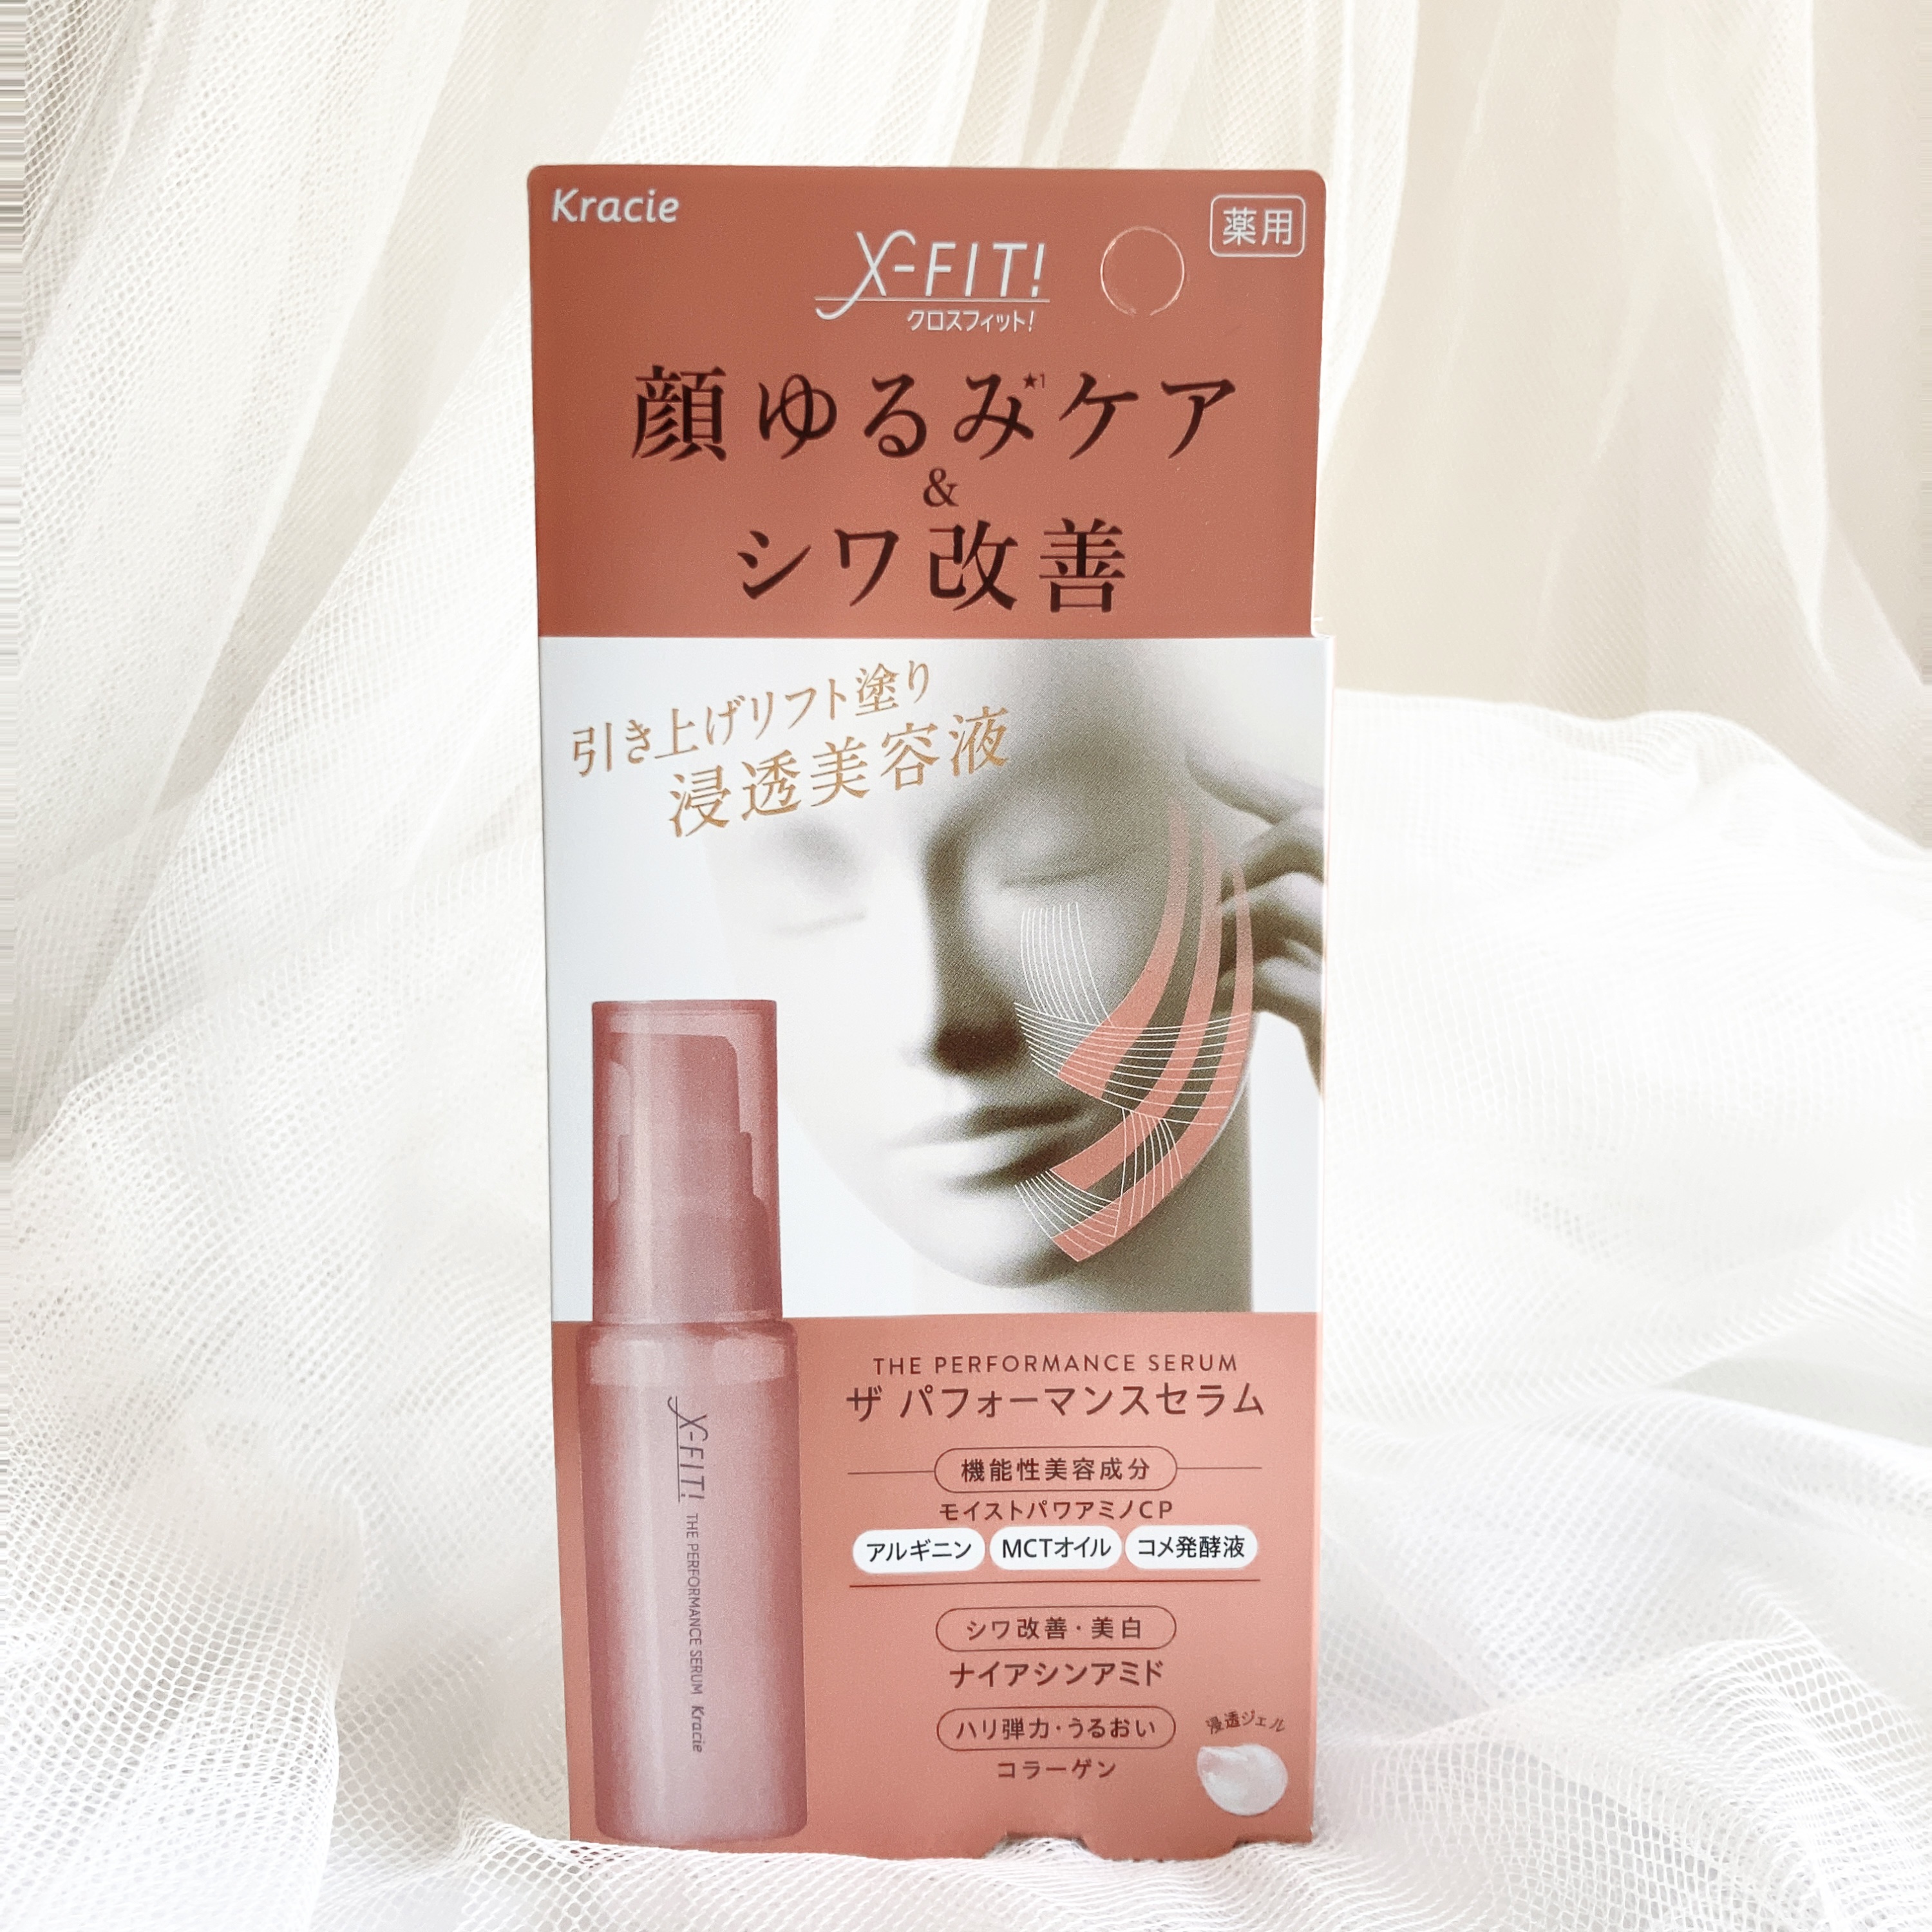 Kracie
薬用
X-FIT!
クロスフィット!
顔ゆるみ★1ケア
&
シワ改善
引き上げリフト塗り
浸透美容液
THE PERFORMANCE SERUM
ザ パフォーマンスセラム
機能性美容成分
モイストパワアミノCP
アルギニン MCTオイル コメ発酵液
シワ改善・美白
ナイアシンアミド
ハリ弾力・うるおい
コラーゲン
浸透ジェル
X-FIT! THE PERFORMANCE SERUM Kracie